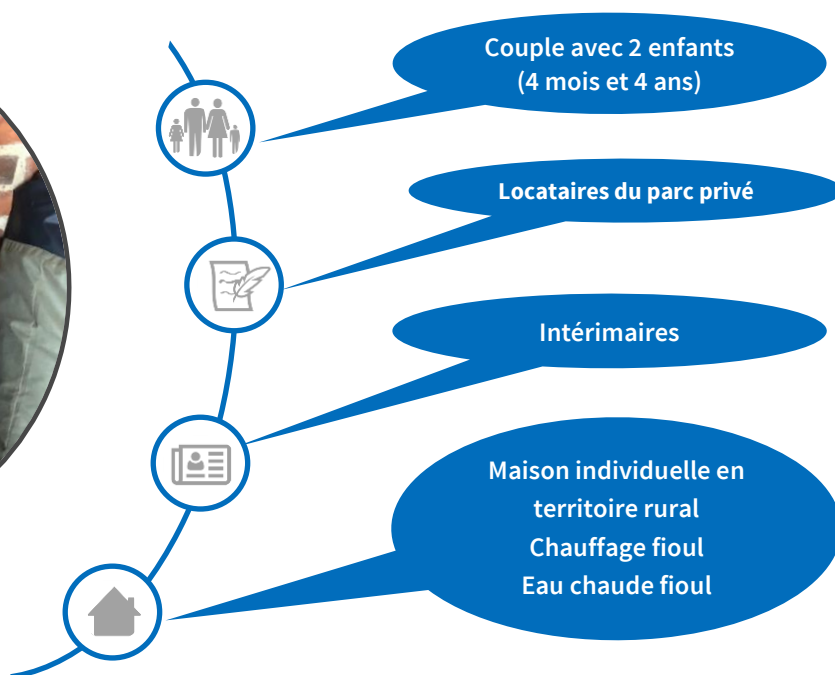 Couple avec 2 enfants
(4 mois et 4 ans)
Locataires du parc privé
Intérimaires
Maison individuelle en
territoire rural
Chauffage fioul
Eau chaude fioul